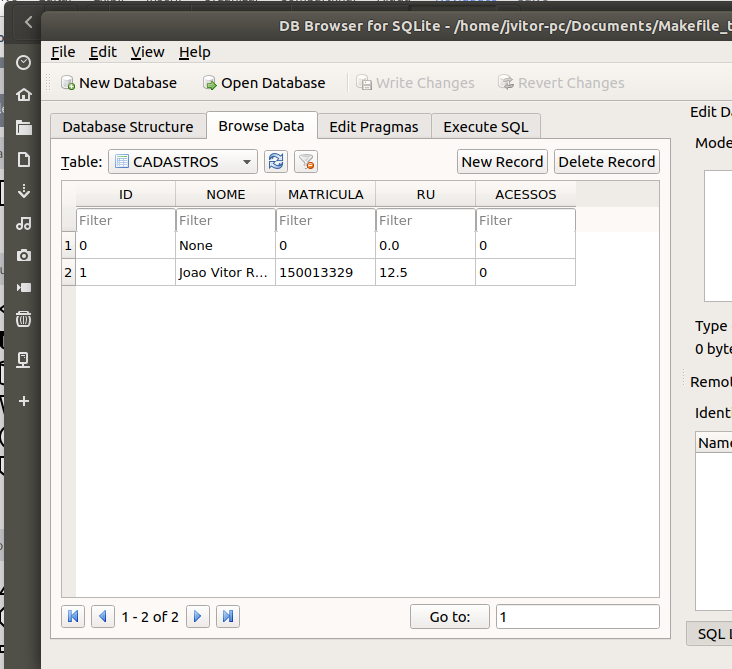 DB Browser for SQLite - /home/jvitor-pc/Documents/Makefile_t
File Edit View Help
New Database Open Database Write Changes Revert Changes
Database Structure Browse Data Edit Pragmas Execute SQL
Table: CADASTROS New Record Delete Record
ID NOME MATRICULA RU ACESSOS
Filter Filter Filter Filter Filter
1 0 None 0 0.0 0
2 1 Joao Vitor R... 150013329 12.5 0
1 - 2 of 2 Go to: 1
Edit Da
Mode
Type
0 byte
Remot
Identi
Name
SQL L